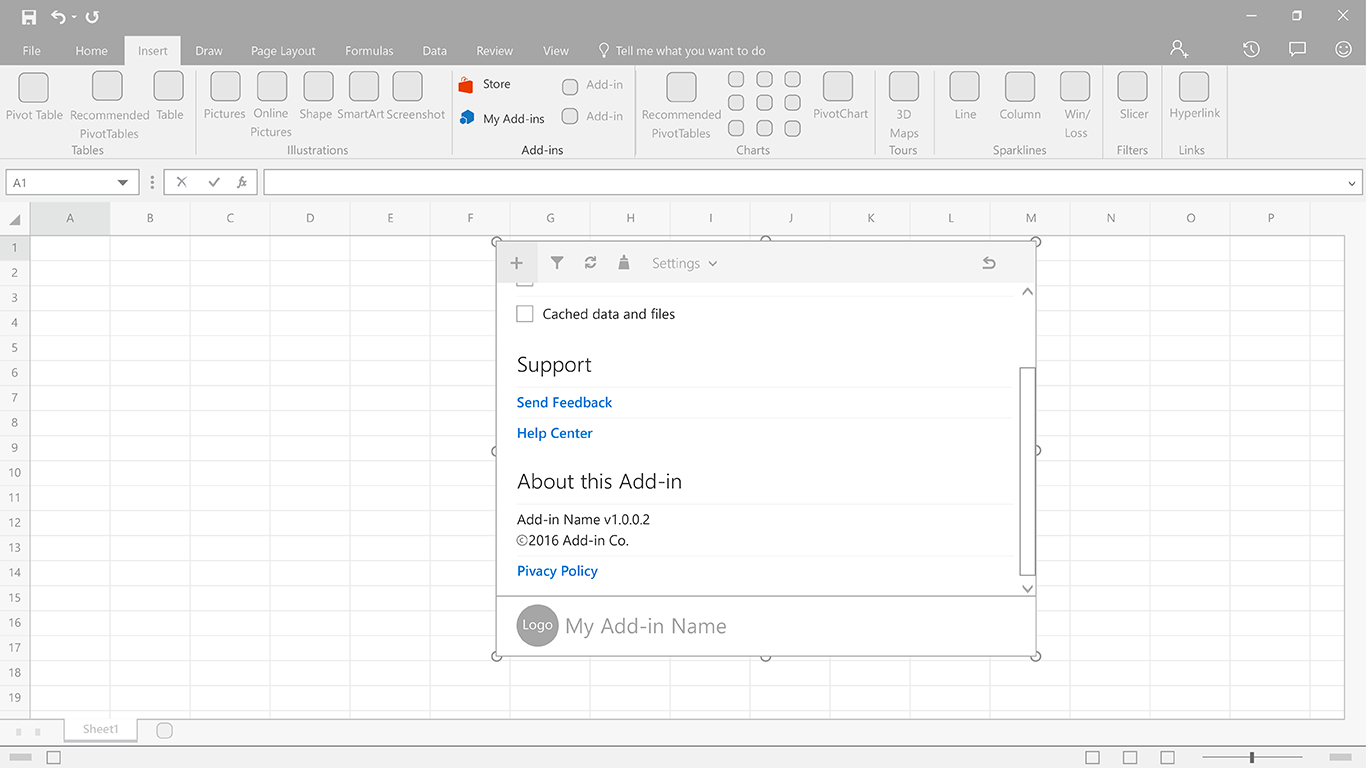 File Home Insert Draw Page Layout Formulas Data Review View Tell me what you want to do
Pivot Table Recommended PivotTables Table
Tables
Pictures Online Pictures Shape SmartArt Screenshot
Illustrations
Store Add-in
My Add-ins Add-in
Add-ins
Recommended PivotTables PivotChart
Charts
3D Maps
Tours
Line Column Win/ Loss
Sparklines
Slicer
Filters
Hyperlink
Links
A1 fx
A B C D E F G H I J K L M N O P
1
2
3
4
5
6
7
8
9
10
11
12
13
14
15
16
17
18
19
Settings
Cached data and files
Support
Send Feedback
Help Center
About this Add-in
Add-in Name v1.0.0.2
©2016 Add-in Co.
Pivacy Policy
Logo My Add-in Name
Sheet1